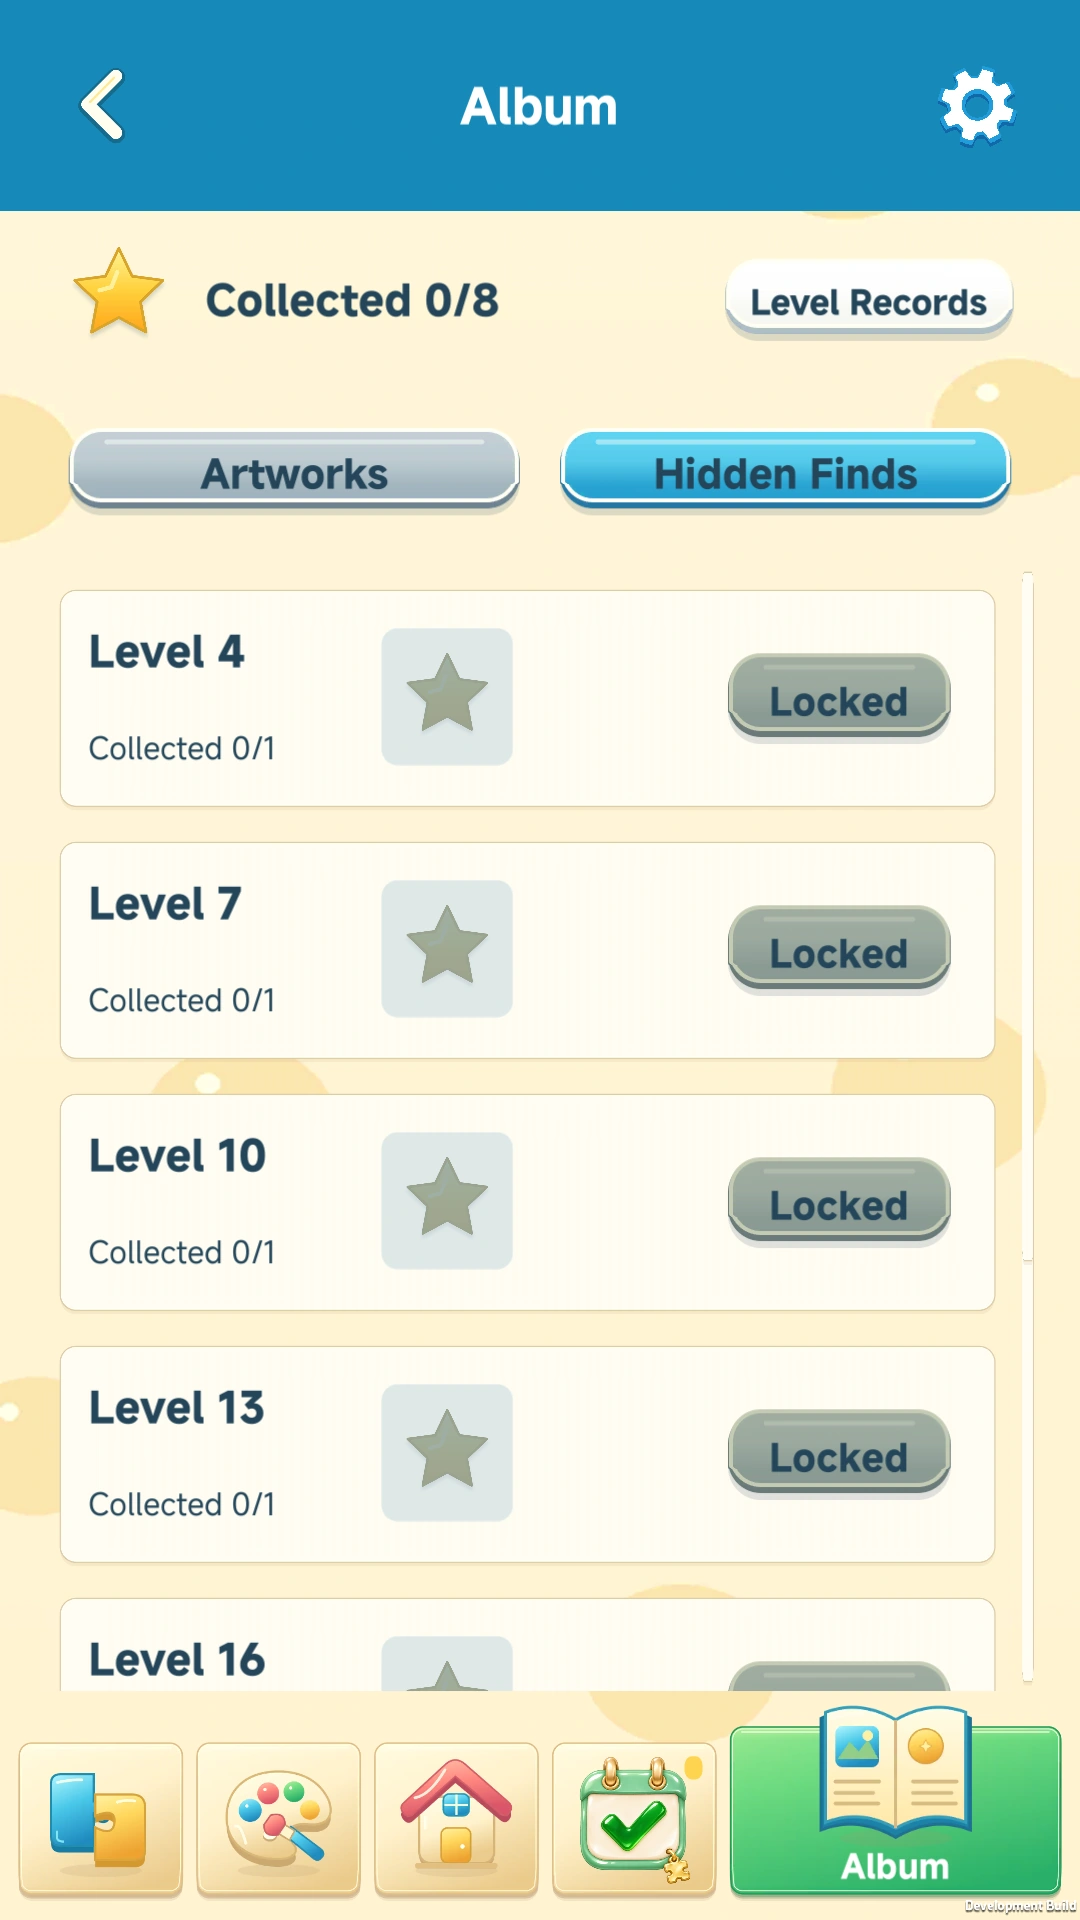 Album
Collected 0/8
Level Records
Artworks
Hidden Finds
Level 4
Locked
Collected 0/1
Level 7
Locked
Collected 0/1
Level 10
Locked
Collected 0/1
Level 13
Locked
Collected 0/1
Level 16
Album
Development Build